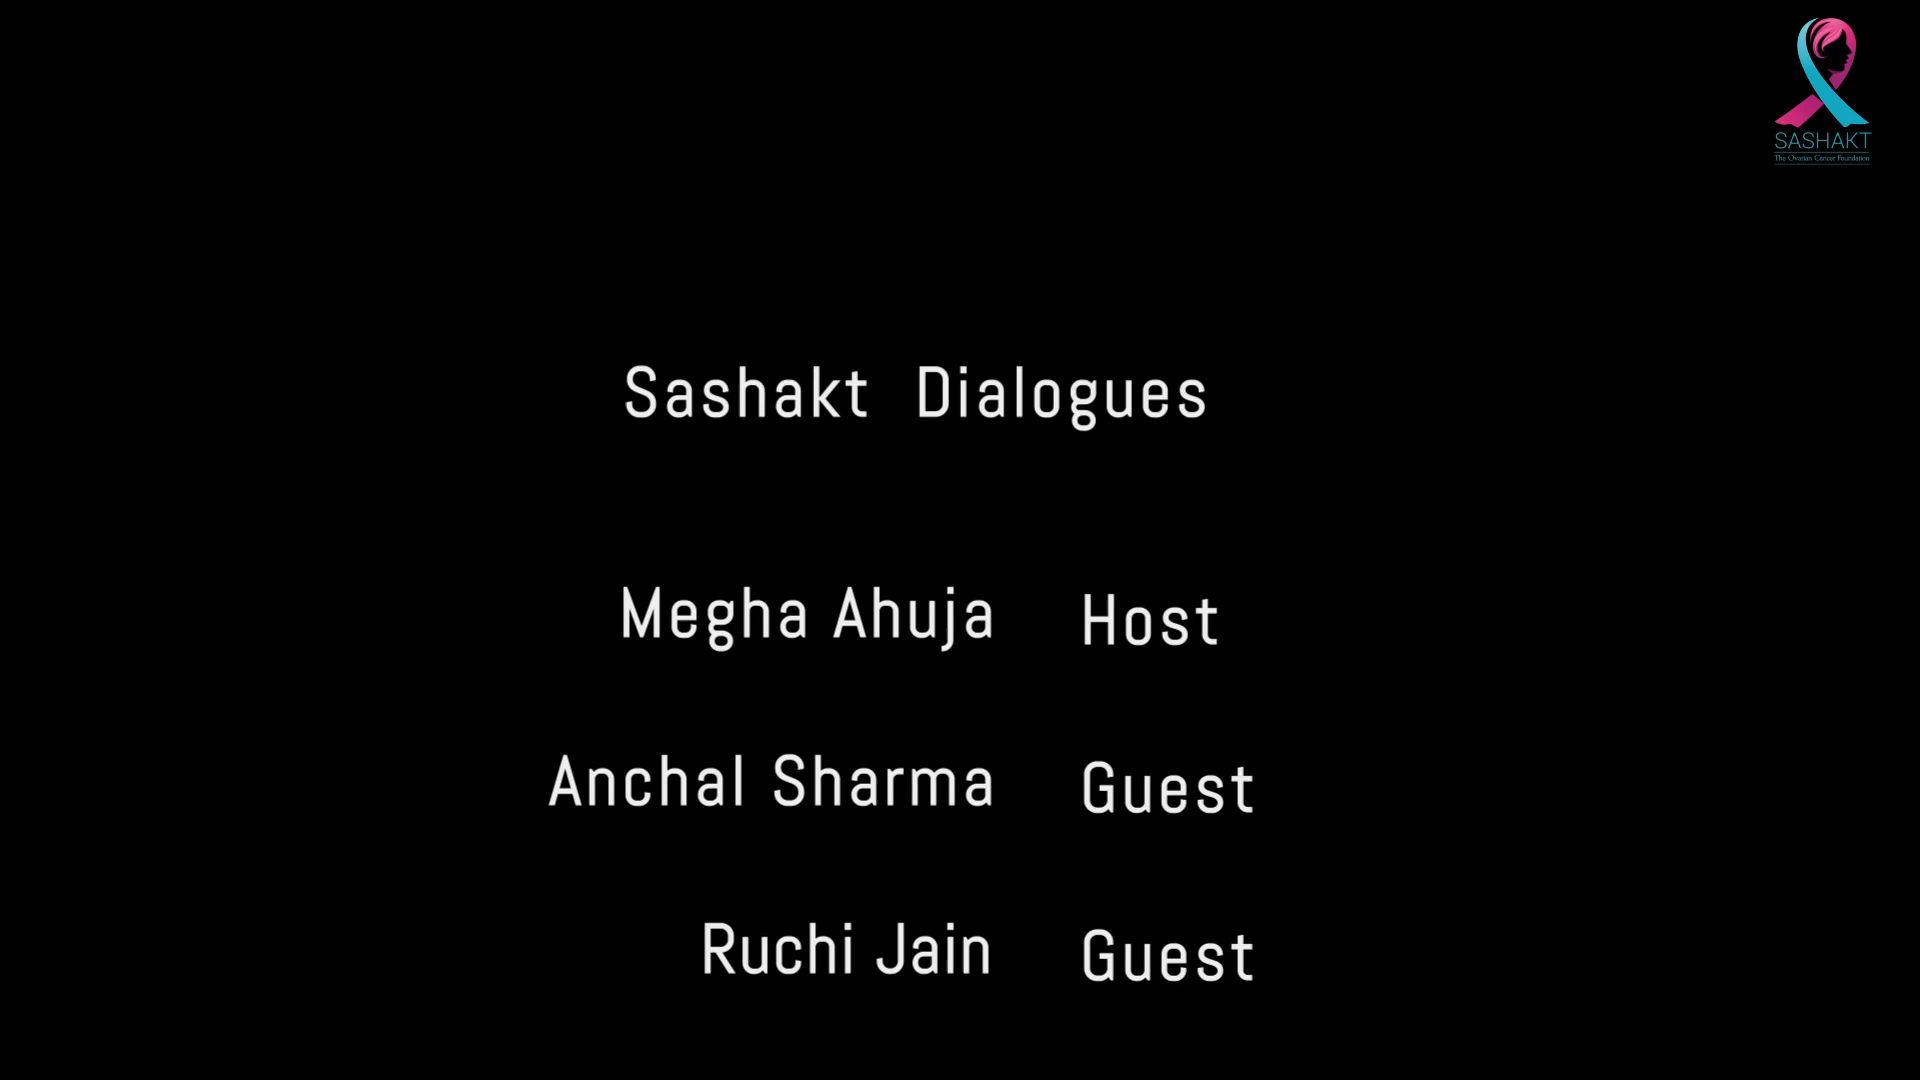 SASHAKT
The Ovarian Cancer Foundation
Sashakt Dialogues
Megha Ahuja Host
Anchal Sharma Guest
Ruchi Jain Guest